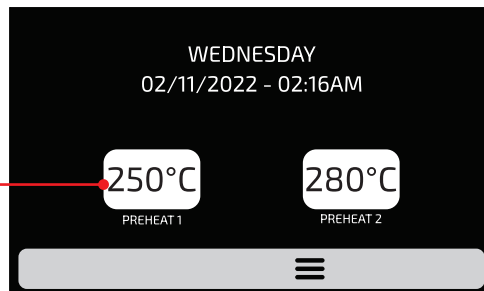 WEDNESDAY
02/11/2022 - 02:16AM
250°C
280°C
PREHEAT 1
PREHEAT 2